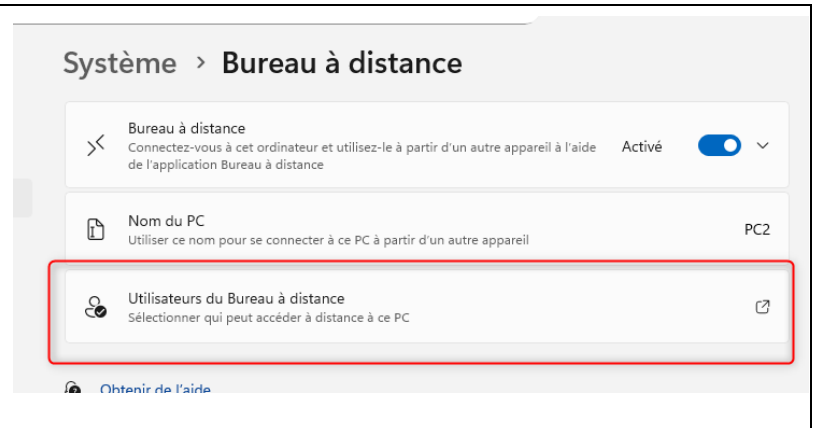 Système > Bureau à distance
Bureau à distance
Connectez-vous à cet ordinateur et utilisez-le à partir d'un autre appareil à l'aide
de l'application Bureau à distance
Activé
Nom du PC
Utiliser ce nom pour se connecter à ce PC à partir d'un autre appareil
PC2
Utilisateurs du Bureau à distance
Sélectionner qui peut accéder à distance à ce PC
Obtenir de l'aide